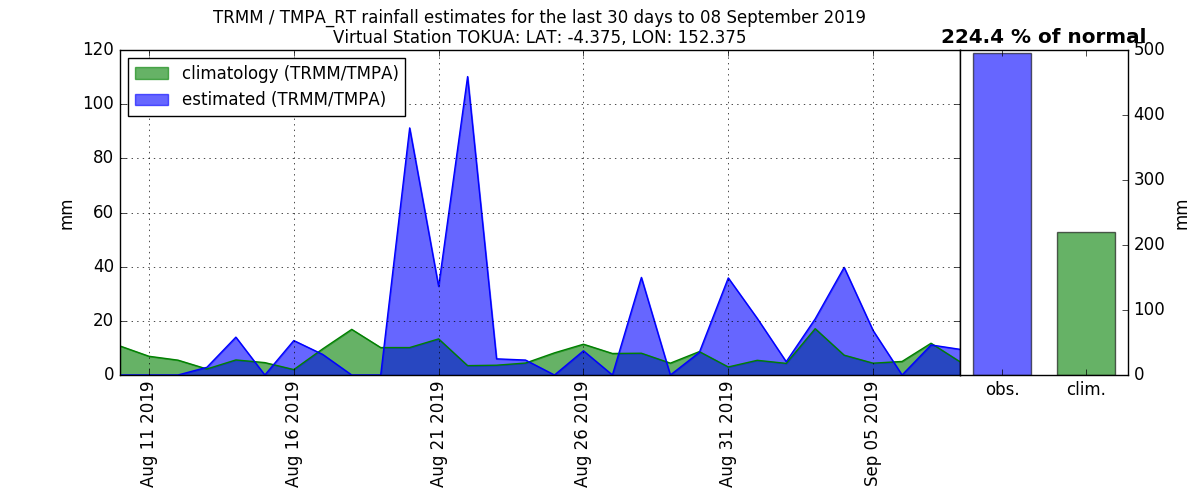 TRMM / TMPA_RT rainfall estimates for the last 30 days to 08 September 2019
Virtual Station TOKUA: LAT: -4.375, LON: 152.375
224.4 % of normal
climatology (TRMM/TMPA)
estimated (TRMM/TMPA)
120
100
80
60
40
20
0
mm
Aug 11 2019
Aug 16 2019
Aug 21 2019
Aug 26 2019
Aug 31 2019
Sep 05 2019
500
400
300
200
100
0
mm
obs.
clim.